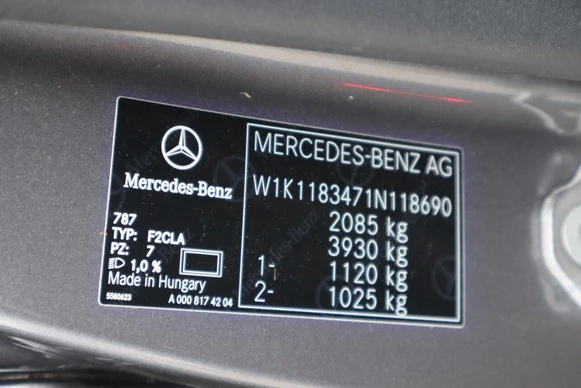 Mercedes-Benz
787
TYP: F2CLA
PZ: 7
1,0 %
Made in Hungary
5580623
A 000 817 42 04
MERCEDES-BENZ AG
W1K1183471N118690
2085 kg
3930 kg
1- 1120 kg
2- 1025 kg